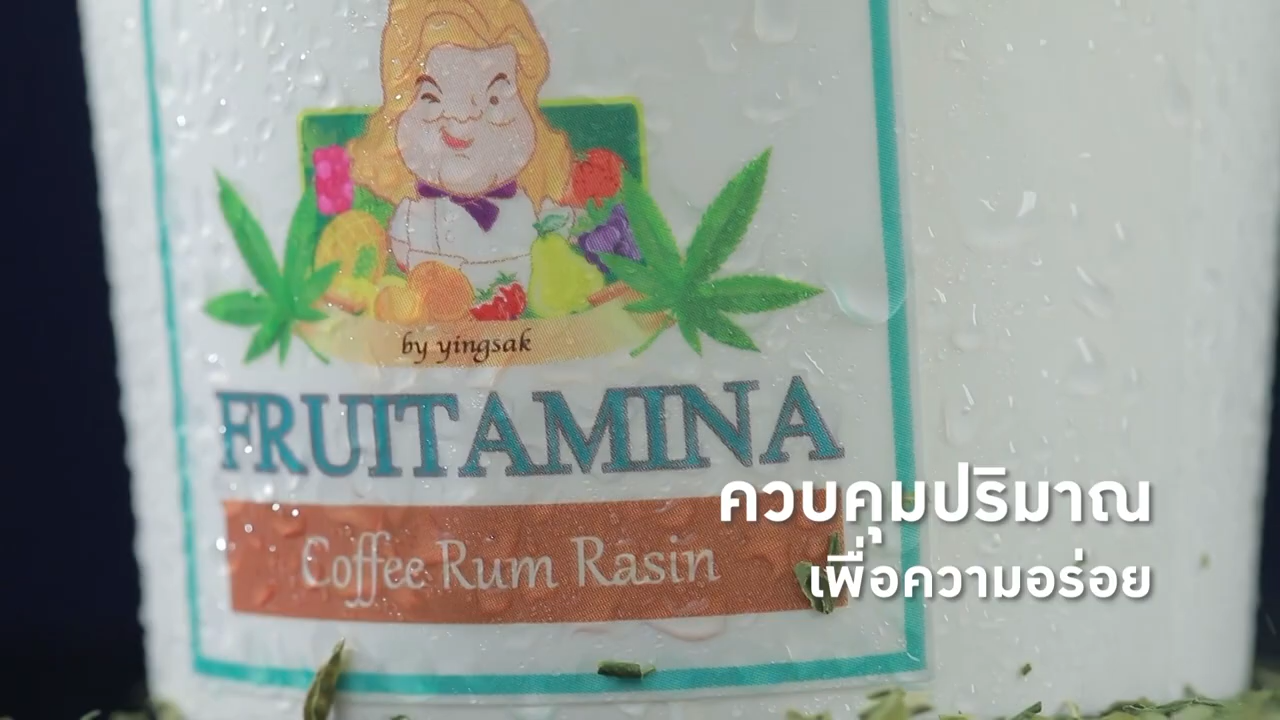 by yingsak
FRUITAMINA
Coffee Rum Rasin
ควบคุมปริมาณ
เพื่อความอร่อย